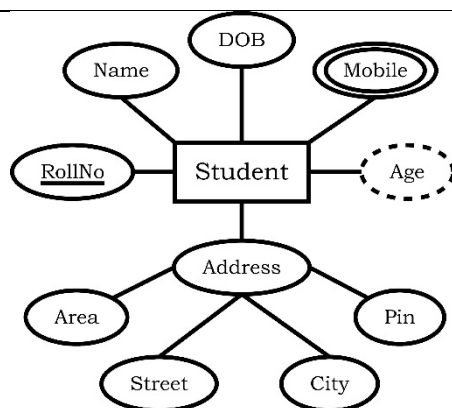 DOB
Name
Mobile
RollNo
Student
Age
Address
Area
Pin
Street
City